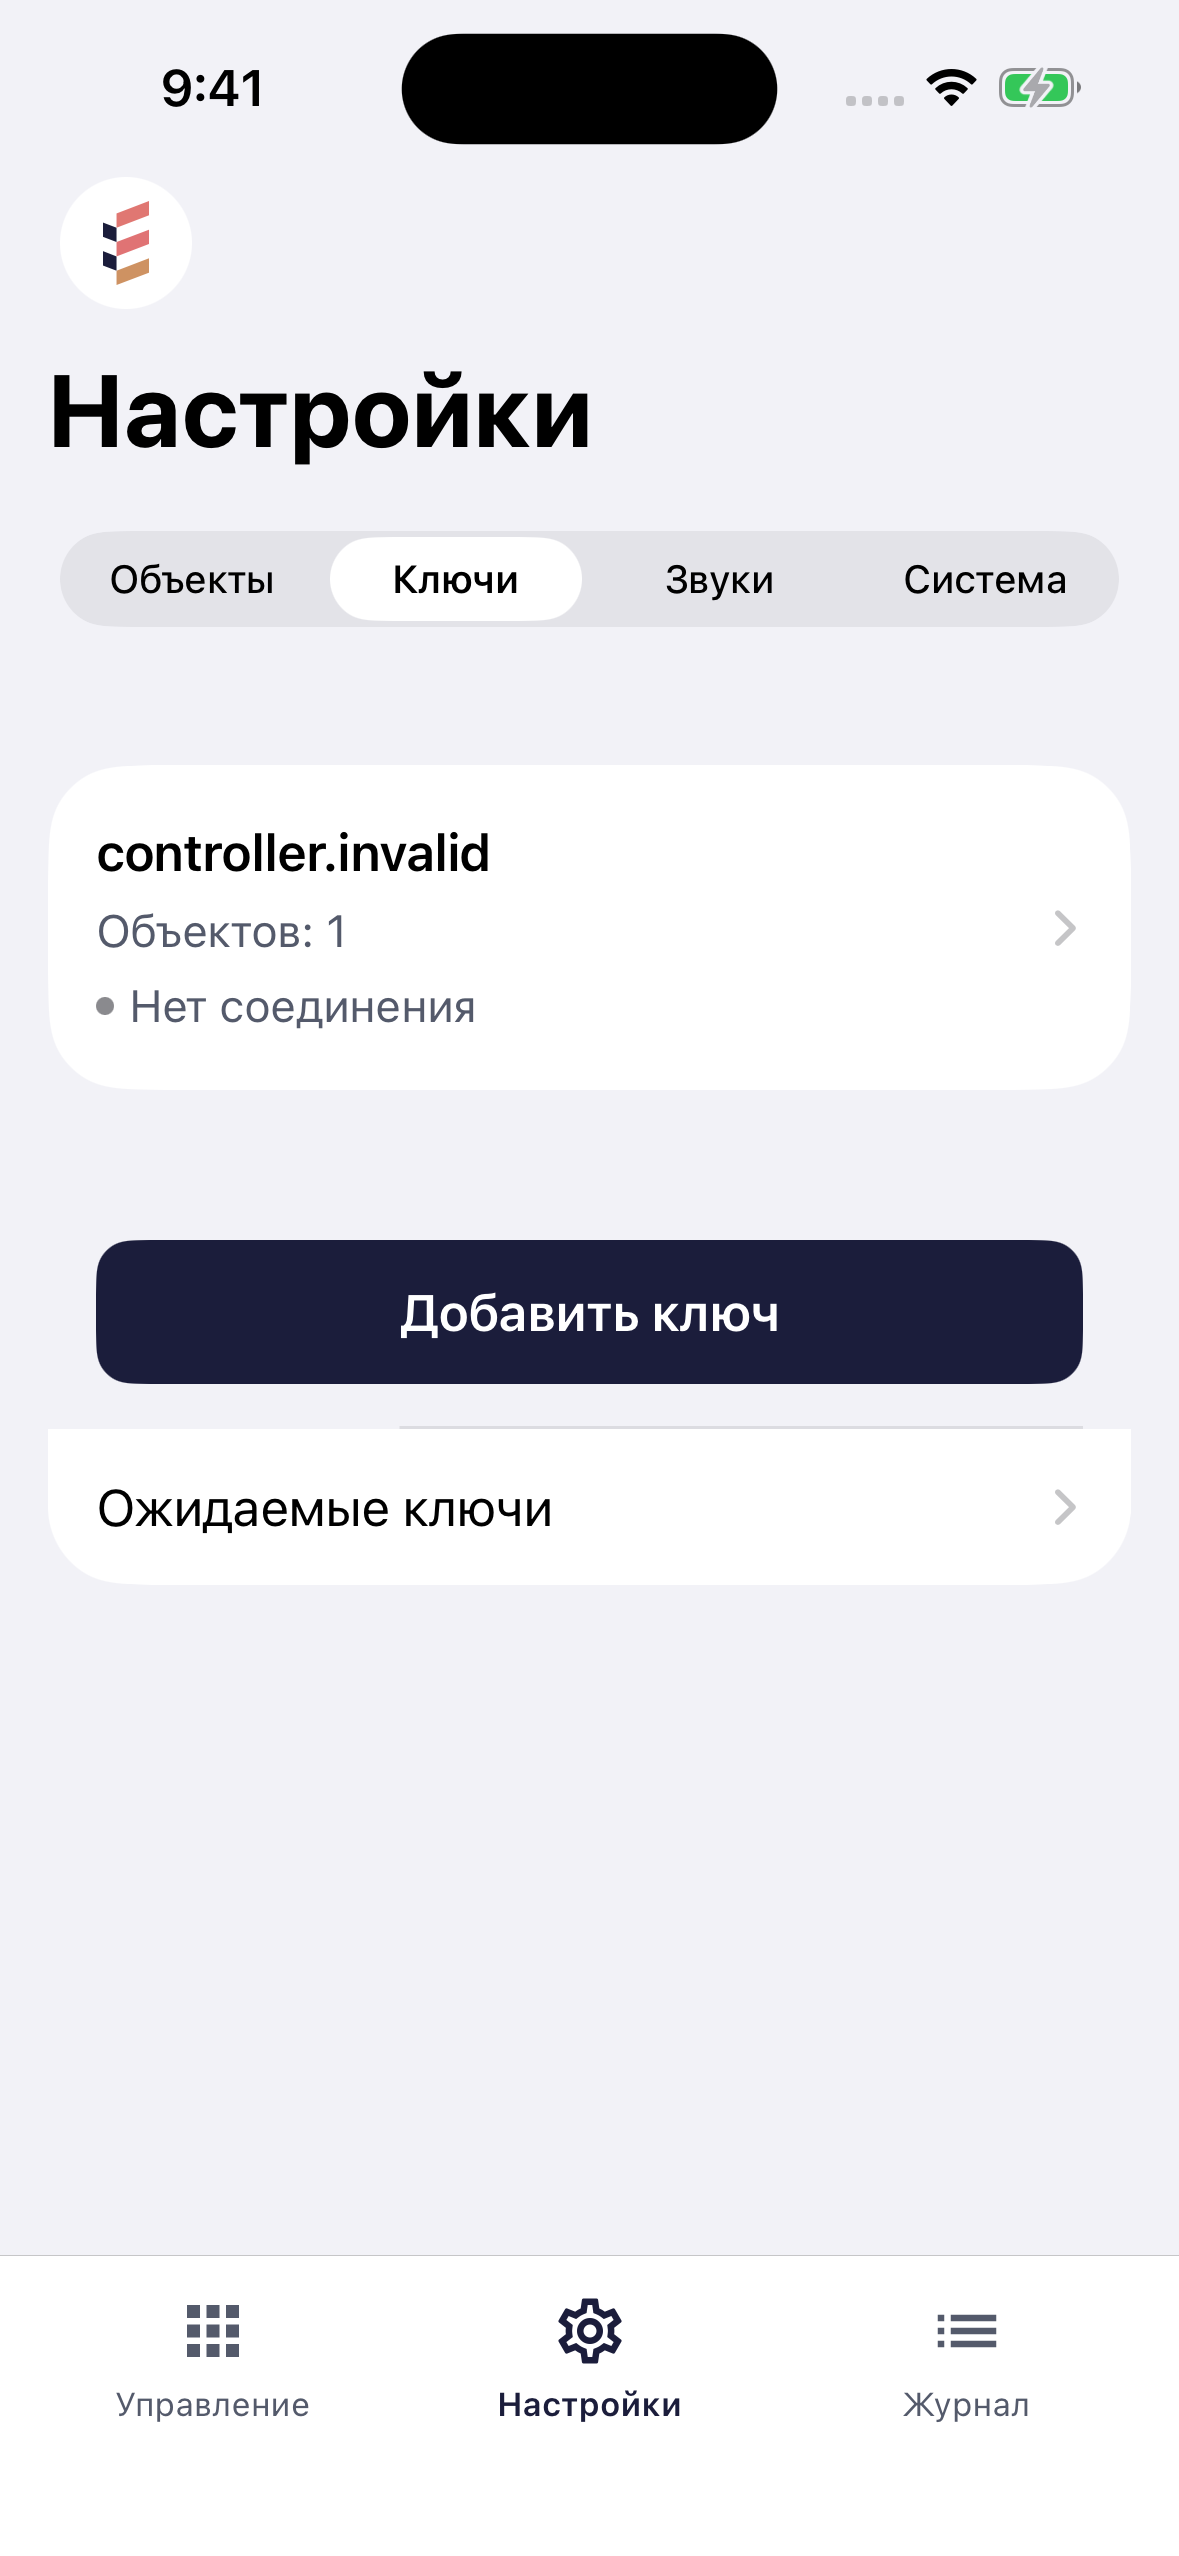 9:41
Настройки
Объекты Ключи Звуки Система
controller.invalid
Объектов: 1
Нет соединения
Добавить ключ
Ожидаемые ключи
Управление Настройки Журнал